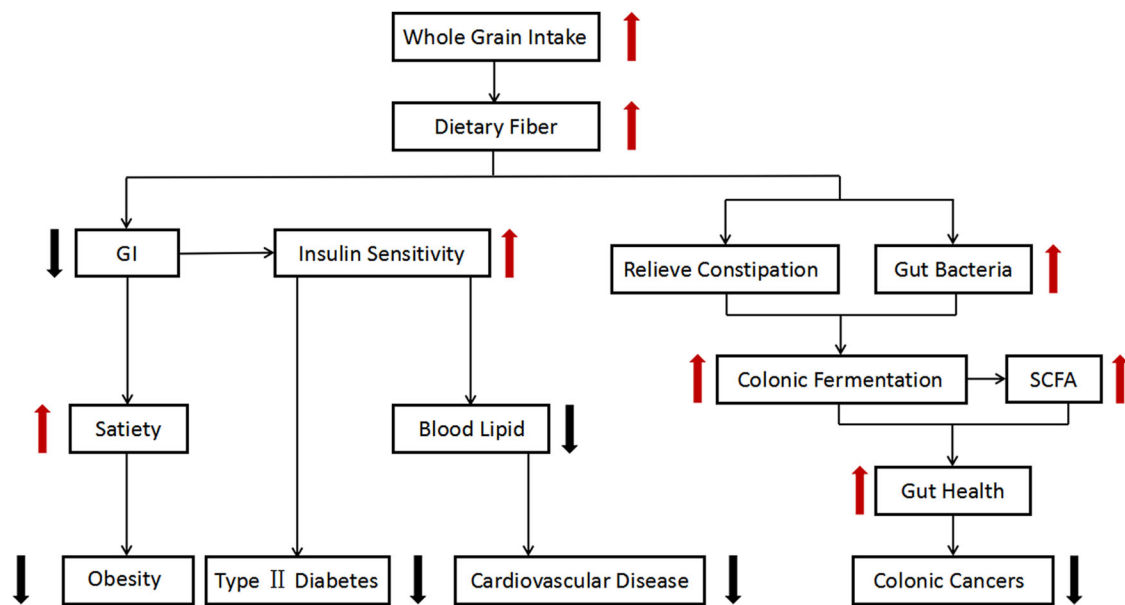 Whole Grain Intake
Dietary Fiber
GI
Insulin Sensitivity
Relieve Constipation
Gut Bacteria
Colonic Fermentation
SCFA
Satiety
Blood Lipid
Gut Health
Obesity
Type Ⅱ Diabetes
Cardiovascular Disease
Colonic Cancers